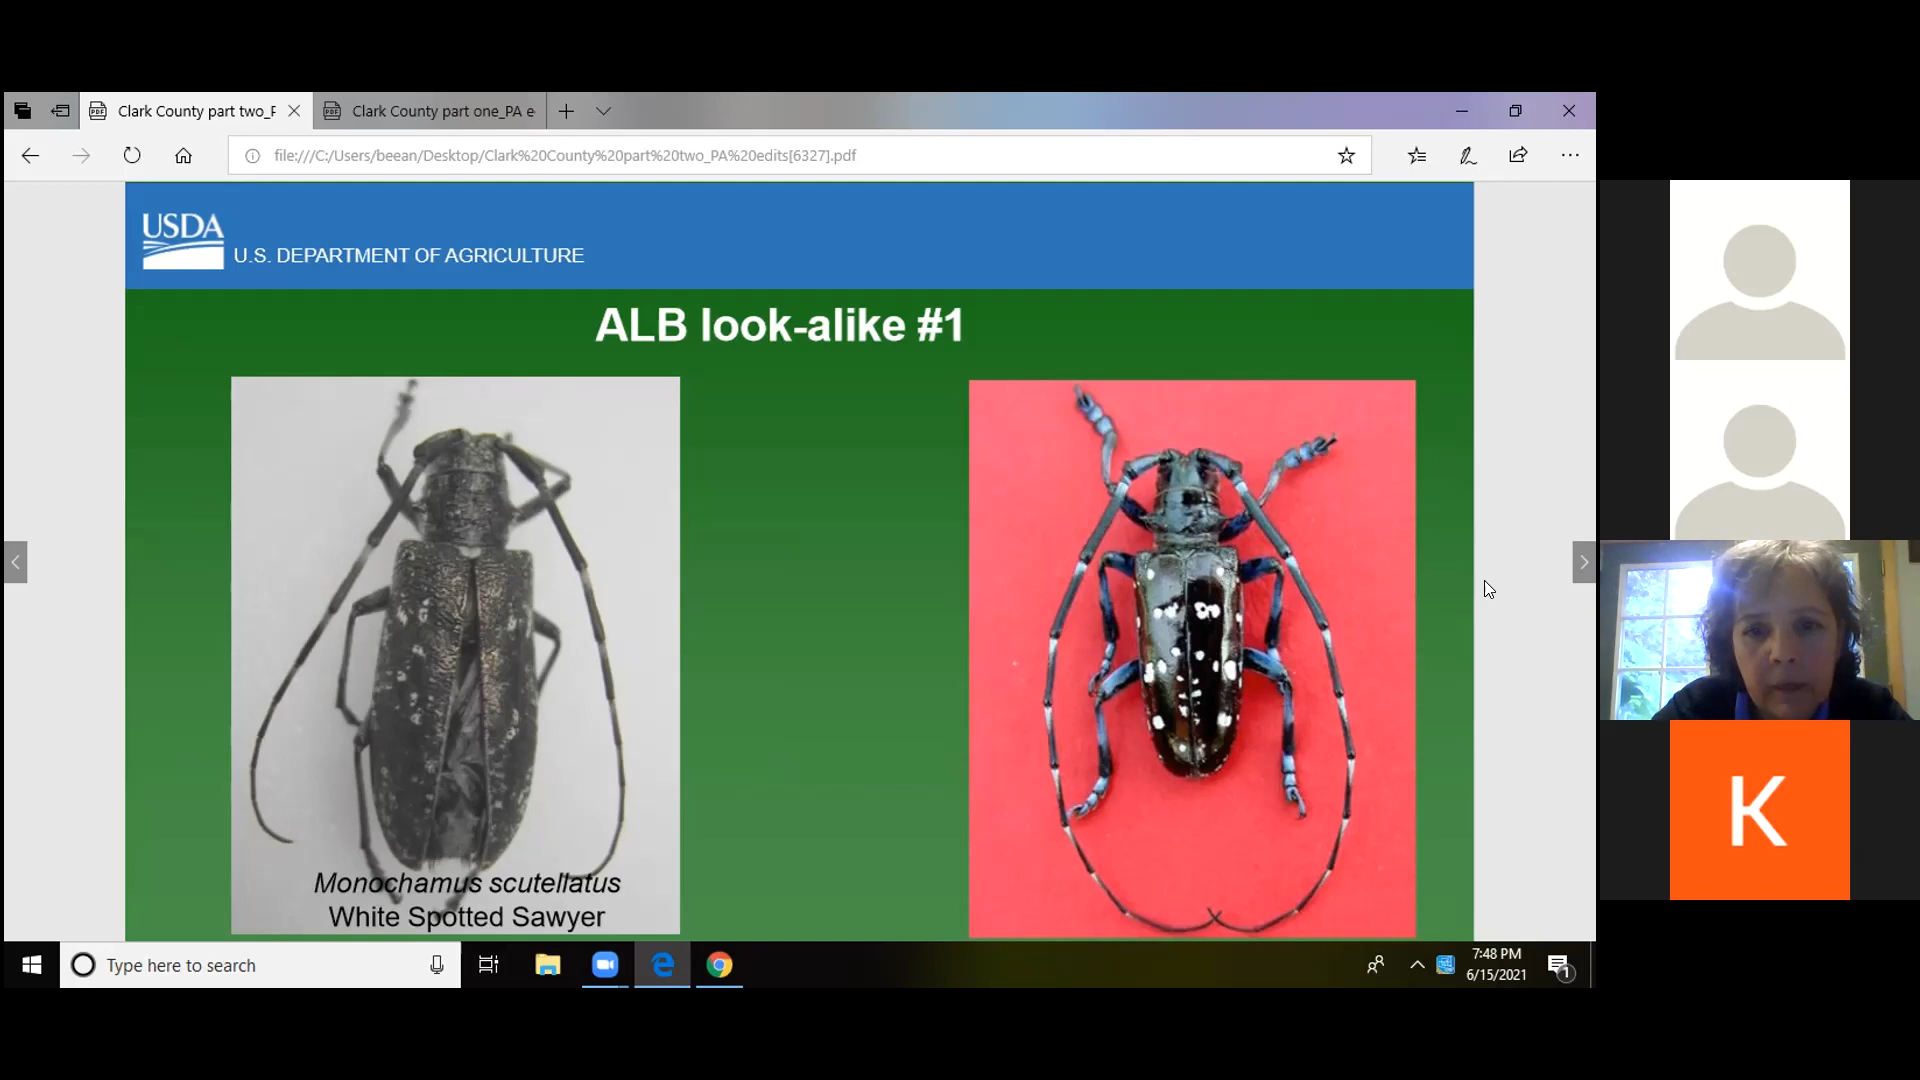 Clark County part two_F
Clark County part one_PA e
file:///C:/Users/beean/Desktop/Clark%20County%20part%20two_PA%20edits[6327].pdf
USDA
U.S. DEPARTMENT OF AGRICULTURE
ALB look-alike #1
Monochamus scutellatus
White Spotted Sawyer
K
Type here to search
7:48 PM
6/15/2021
1